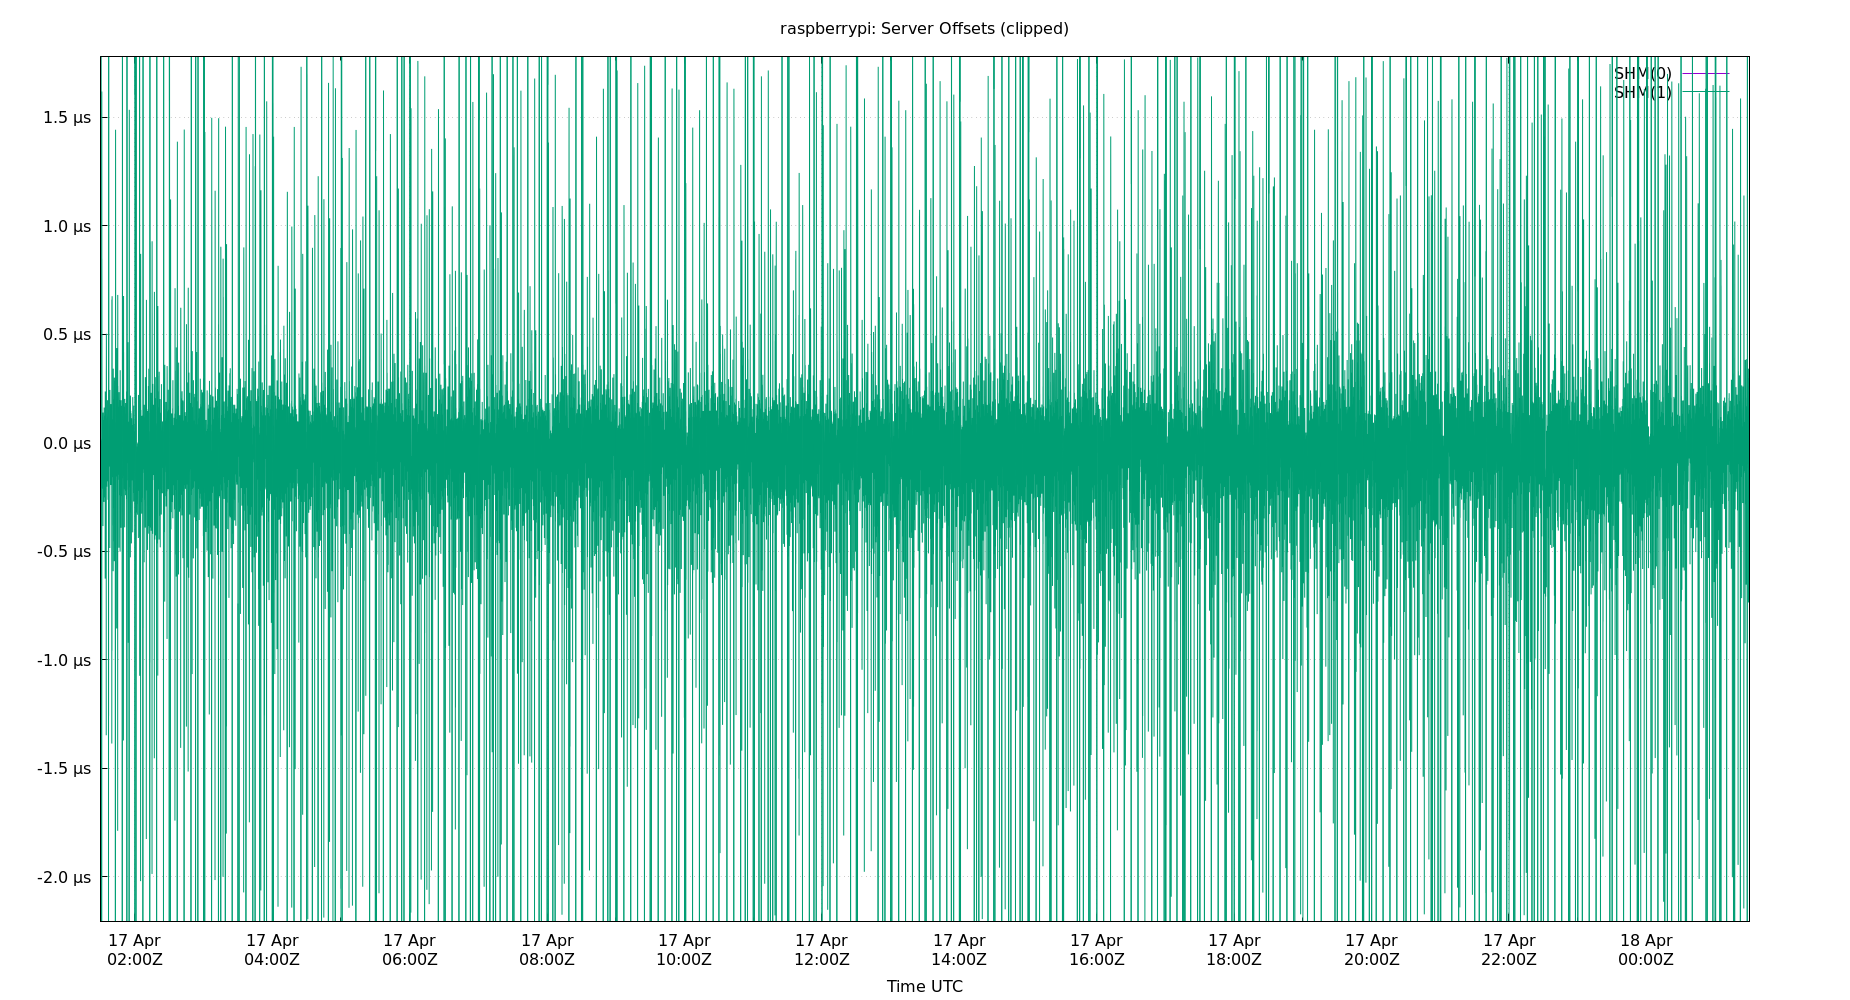 raspberrypi: Server Offsets (clipped)
SHM(0)
SHM(1)
1.5 µs
1.0 µs
0.5 µs
0.0 µs
-0.5 µs
-1.0 µs
-1.5 µs
-2.0 µs
17 Apr 17 Apr 17 Apr 17 Apr 17 Apr 17 Apr 17 Apr 17 Apr 17 Apr 17 Apr 17 Apr 18 Apr
02:00Z 04:00Z 06:00Z 08:00Z 10:00Z 12:00Z 14:00Z 16:00Z 18:00Z 20:00Z 22:00Z 00:00Z
Time UTC